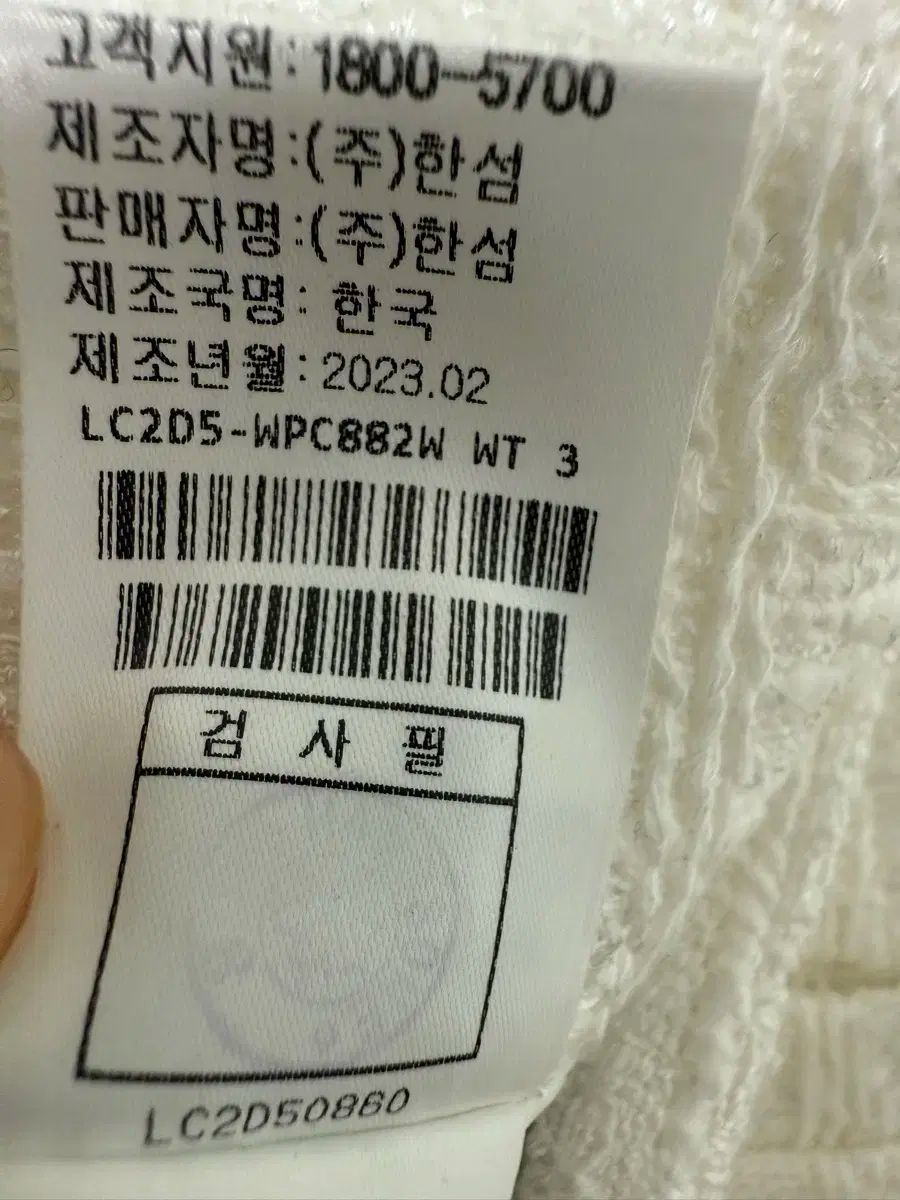 고객지원:1800-5700
제조자명:(주)한섬
판매자명:(주)한섬
제조국명: 한국
제조년월:2023.02
LC2D5-WPC882W WT 3
검 사 필
LC2D50860